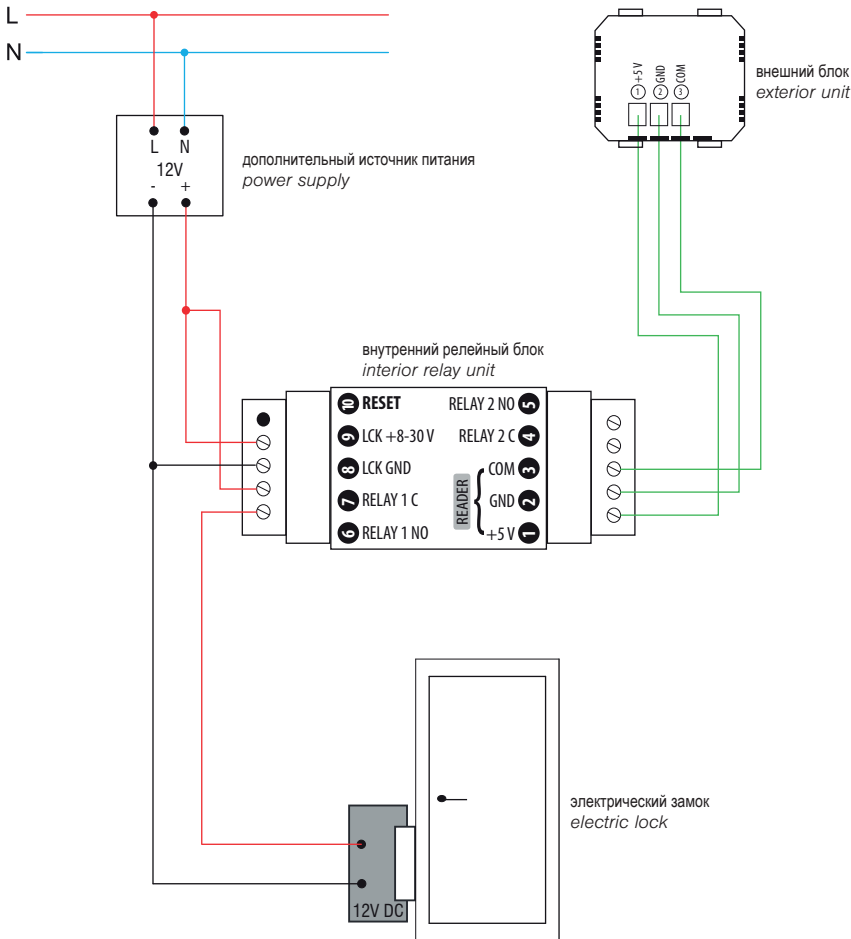 L
N
+5 V GND COM
1 2 3
внешний блок
exterior unit
L N
12V
- +
дополнительный источник питания
power supply
внутренний релейный блок
interior relay unit
10 RESET RELAY 2 NO 5
9 LCK +8-30 V RELAY 2 C 4
8 LCK GND COM 3
7 RELAY 1 C GND 2
6 RELAY 1 NO +5 V 1
READER
электрический замок
electric lock
12V DC